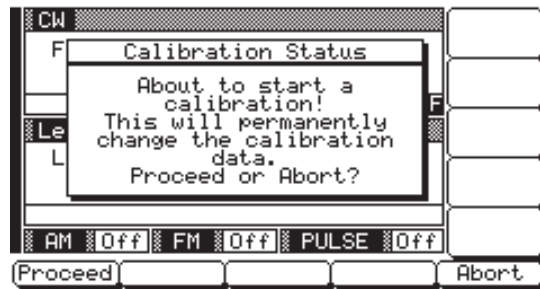 CW
F
Calibration Status
About to start a
calibration!
This will permanently
change the calibration
data.
Proceed or Abort?
F
Le
L
AM Off FM Off PULSE Off
Proceed Abort